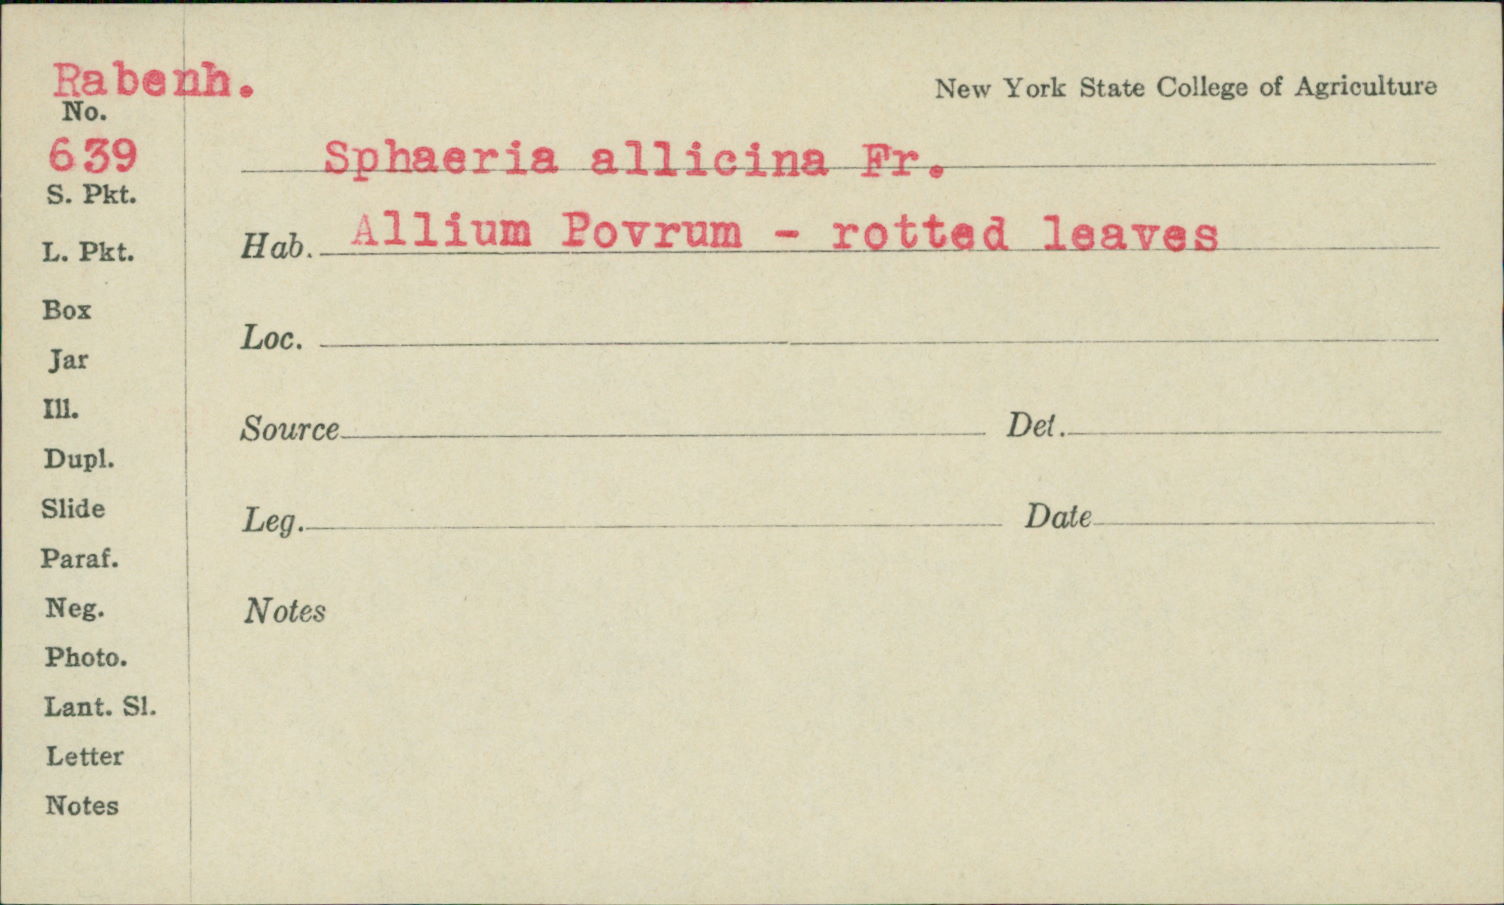 Rabenh.
New York State College of Agriculture
No.
639
Sphaeria allicina Fr.
S. Pkt.
Hab. Allium Povrum - rotted leaves
L. Pkt.
Box
Loc.
Jar
Ill.
Source Det.
Dupl.
Slide
Leg. Date
Paraf.
Neg.
Notes
Photo.
Lant. Sl.
Letter
Notes